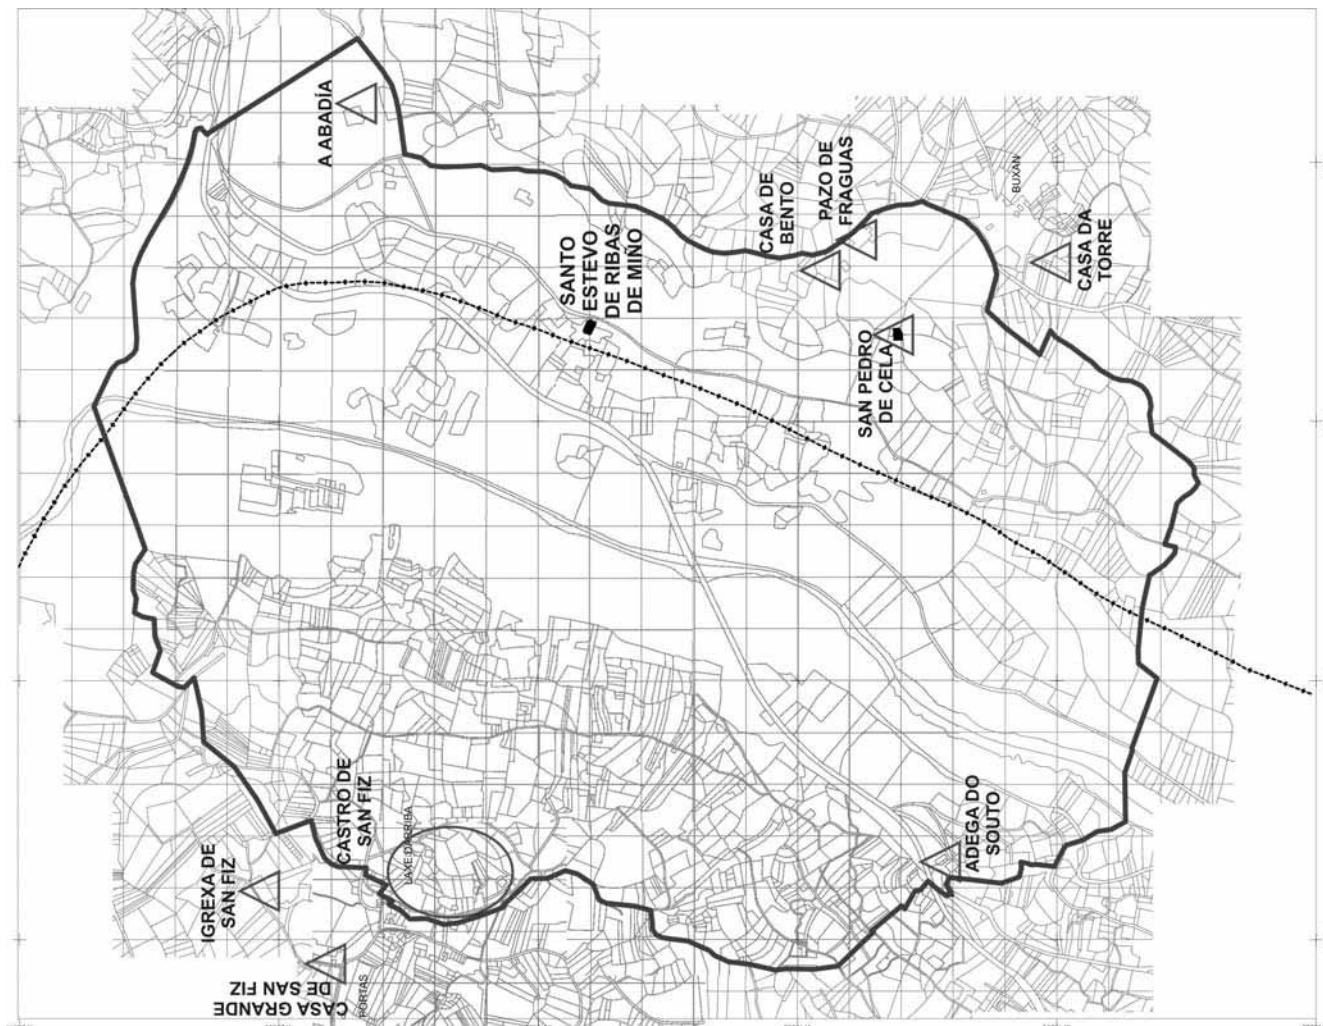 A ABADÍA
SANTO
ESTEVO
DE RIBAS
DE MIÑO
CASA DE
BENTO
PAZO DE
FRAGUAS
BUXAN
CASA DA
TORRE
SAN PEDRO
DE CELA
CASTRO DE
SAN FIZ
LAXE DARRIBA
IGREXA DE
SAN FIZ
CASA GRANDE
DE SAN FIZ
PORTAS
ADEGA DO
SOUTO